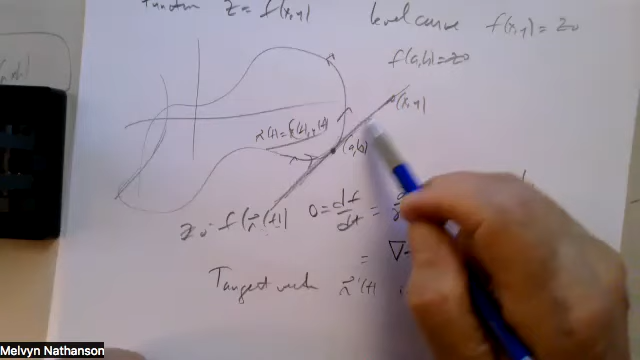 function z = f(x,y)
level curve f(x,y) = z0
f(a,b) = z0
(x,y)
r(t) = (x(t), y(t))
(a,b)
z0 = f(r(t)) 0 = df/dt =
= ∇
Tangent vector r'(t)
Melvyn Nathanson